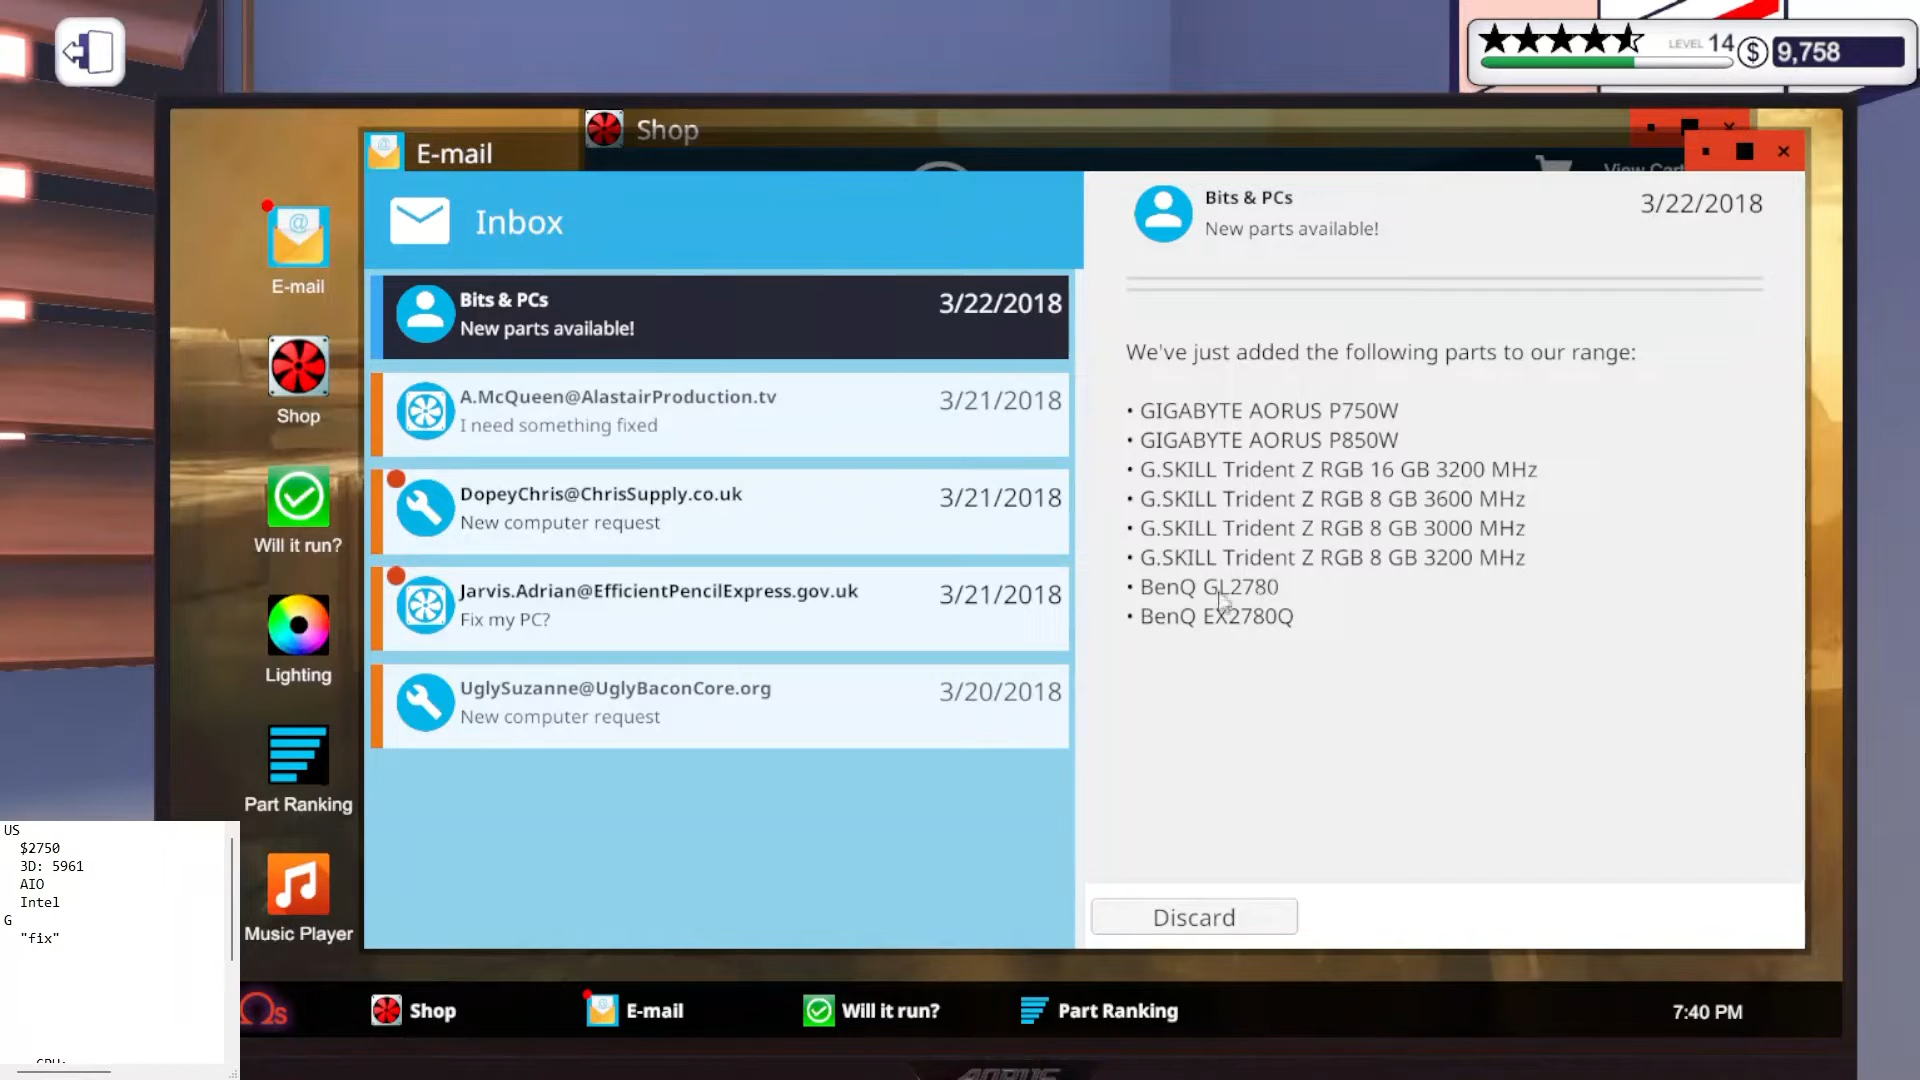 LEVEL 14
$ 9,758
Shop
E-mail
Inbox
Bits & PCs
New parts available!
3/22/2018
A.McQueen@AlastairProduction.tv
I need something fixed
3/21/2018
DopeyChris@ChrisSupply.co.uk
New computer request
3/21/2018
Jarvis.Adrian@EfficientPencilExpress.gov.uk
Fix my PC?
3/21/2018
UglySuzanne@UglyBaconCore.org
New computer request
3/20/2018
Bits & PCs
New parts available!
3/22/2018
We've just added the following parts to our range:
• GIGABYTE AORUS P750W
• GIGABYTE AORUS P850W
• G.SKILL Trident Z RGB 16 GB 3200 MHz
• G.SKILL Trident Z RGB 8 GB 3600 MHz
• G.SKILL Trident Z RGB 8 GB 3000 MHz
• G.SKILL Trident Z RGB 8 GB 3200 MHz
• BenQ GL2780
• BenQ EX2780Q
Discard
E-mail
Shop
Will it run?
Lighting
Part Ranking
Music Player
US
$2750
3D: 5961
AIO
Intel
G
"fix"
Shop
E-mail
Will it run?
Part Ranking
7:40 PM